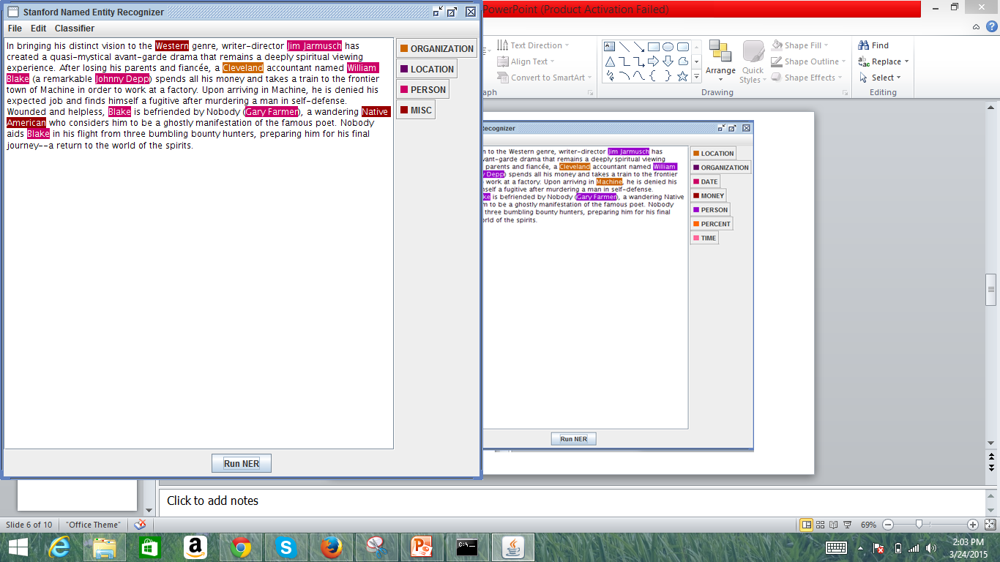 Stanford Named Entity Recognizer
File Edit Classifier
In bringing his distinct vision to the Western genre, writer-director Jim Jarmusch has
created a quasi-mystical avant-garde drama that remains a deeply spiritual viewing
experience. After losing his parents and fiancée, a Cleveland accountant named William
Blake (a remarkable Johnny Depp) spends all his money and takes a train to the frontier
town of Machine in order to work at a factory. Upon arriving in Machine, he is denied his
expected job and finds himself a fugitive after murdering a man in self-defense.
Wounded and helpless, Blake is befriended by Nobody (Gary Farmer), a wandering Native
American who considers him to be a ghostly manifestation of the famous poet. Nobody
aids Blake in his flight from three bumbling bounty hunters, preparing him for his final
journey--a return to the world of the spirits.
ORGANIZATION
LOCATION
PERSON
MISC
Run NER
PowerPoint (Product Activation Failed)
Text Direction
Align Text
Convert to SmartArt
Arrange
Quick
Styles
Shape Fill
Shape Outline
Shape Effects
Find
Replace
Select
Drawing
Editing
to the Western genre, writer-director Jim Jarmusch has
vant-garde drama that remains a deeply spiritual viewing
parents and fiancée, a Cleveland accountant named William
Depp) spends all his money and takes a train to the frontier
work at a factory. Upon arriving in Machine, he is denied his
self a fugitive after murdering a man in self-defense.
is befriended by Nobody (Gary Farmer), a wandering Native
to be a ghostly manifestation of the famous poet. Nobody
three bumbling bounty hunters, preparing him for his final
orld of the spirits.
LOCATION
ORGANIZATION
DATE
MONEY
PERSON
PERCENT
TIME
Run NER
Click to add notes
Slide 6 of 10 "Office Theme" 69%
2:03 PM
3/24/2015